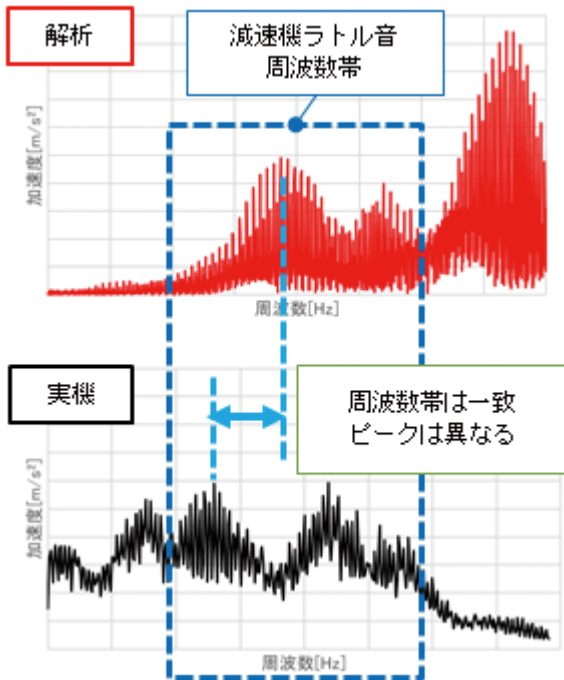 解析
減速機ラトル音
周波数帯
加速度[m/s²]
周波数[Hz]
実機
周波数帯は一致
ピークは異なる
加速度[m/s²]
周波数[Hz]